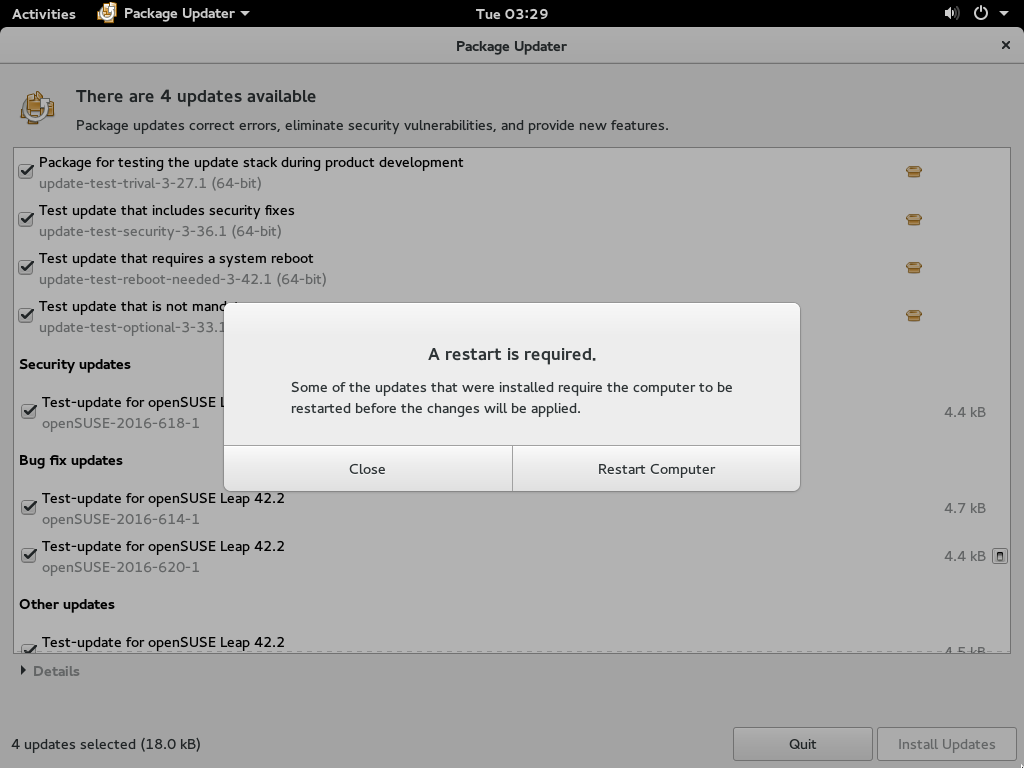 Activities Package Updater Tue 03:29
Package Updater
There are 4 updates available
Package updates correct errors, eliminate security vulnerabilities, and provide new features.
Package for testing the update stack during product development
update-test-trival-3-27.1 (64-bit)
Test update that includes security fixes
update-test-security-3-36.1 (64-bit)
Test update that requires a system reboot
update-test-reboot-needed-3-42.1 (64-bit)
Test update that is not
update-test-optional-3-33.1
A restart is required.
Some of the updates that were installed require the computer to be
restarted before the changes will be applied.
Close Restart Computer
Security updates
Test-update for openSUSE
openSUSE-2016-618-1
4.4 kB
Bug fix updates
Test-update for openSUSE Leap 42.2
openSUSE-2016-614-1
4.7 kB
Test-update for openSUSE Leap 42.2
openSUSE-2016-620-1
4.4 kB
Other updates
Test-update for openSUSE Leap 42.2
4.5 kB
Details
4 updates selected (18.0 kB)
Quit Install Updates